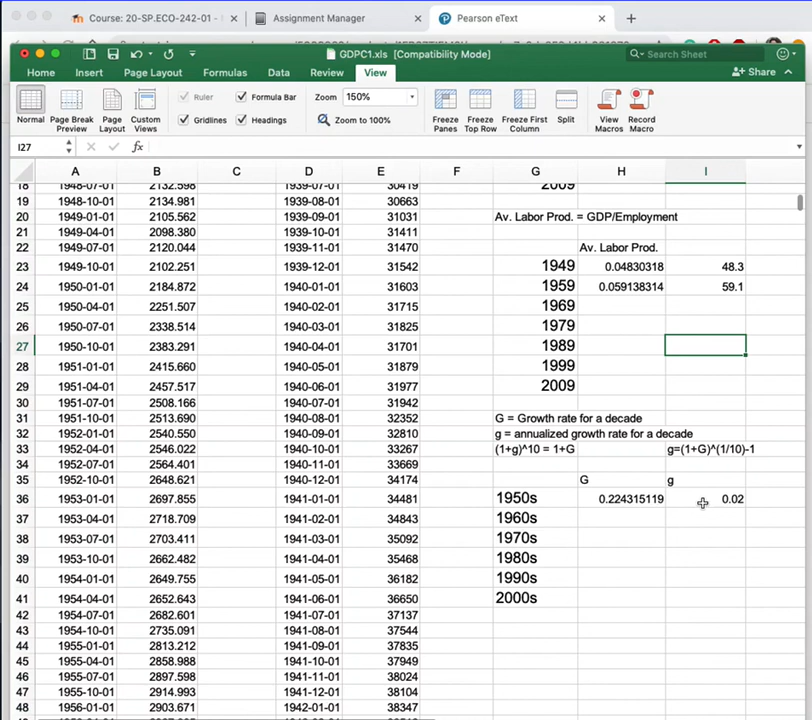 Course: 20-SP.ECO-242-01 - × Assignment Manager × Pearson eText × +
GDPC1.xls [Compatibility Mode] Search Sheet
Home Insert Page Layout Formulas Data Review View Share
Ruler Formula Bar Zoom 150%
Gridlines Headings Zoom to 100%
Normal Page Break Preview Page Layout Custom Views Freeze Panes Freeze Top Row Freeze First Column Split View Macros Record Macro
I27 fx
A B C D E F G H I
18 1948-07-01 2132.598 1939-07-01 30419 2009
19 1948-10-01 2134.981 1939-08-01 30663
20 1949-01-01 2105.562 1939-09-01 31031 Av. Labor Prod. = GDP/Employment
21 1949-04-01 2098.380 1939-10-01 31411
22 1949-07-01 2120.044 1939-11-01 31470 Av. Labor Prod.
23 1949-10-01 2102.251 1939-12-01 31542 1949 0.04830318 48.3
24 1950-01-01 2184.872 1940-01-01 31603 1959 0.059138314 59.1
25 1950-04-01 2251.507 1940-02-01 31715 1969
26 1950-07-01 2338.514 1940-03-01 31825 1979
27 1950-10-01 2383.291 1940-04-01 31701 1989
28 1951-01-01 2415.660 1940-05-01 31879 1999
29 1951-04-01 2457.517 1940-06-01 31977 2009
30 1951-07-01 2508.166 1940-07-01 31942
31 1951-10-01 2513.690 1940-08-01 32352 G = Growth rate for a decade
32 1952-01-01 2540.550 1940-09-01 32810 g = annualized growth rate for a decade
33 1952-04-01 2546.022 1940-10-01 33267 (1+g)^10 = 1+G g=(1+G)^(1/10)-1
34 1952-07-01 2564.401 1940-11-01 33669
35 1952-10-01 2648.621 1940-12-01 34174 G g
36 1953-01-01 2697.855 1941-01-01 34481 1950s 0.224315119 0.02
37 1953-04-01 2718.709 1941-02-01 34843 1960s
38 1953-07-01 2703.411 1941-03-01 35092 1970s
39 1953-10-01 2662.482 1941-04-01 35468 1980s
40 1954-01-01 2649.755 1941-05-01 36182 1990s
41 1954-04-01 2652.643 1941-06-01 36650 2000s
42 1954-07-01 2682.601 1941-07-01 37137
43 1954-10-01 2735.091 1941-08-01 37544
44 1955-01-01 2813.212 1941-09-01 37835
45 1955-04-01 2858.988 1941-10-01 37949
46 1955-07-01 2897.598 1941-11-01 38024
47 1955-10-01 2914.993 1941-12-01 38104
48 1956-01-01 2903.671 1942-01-01 38347